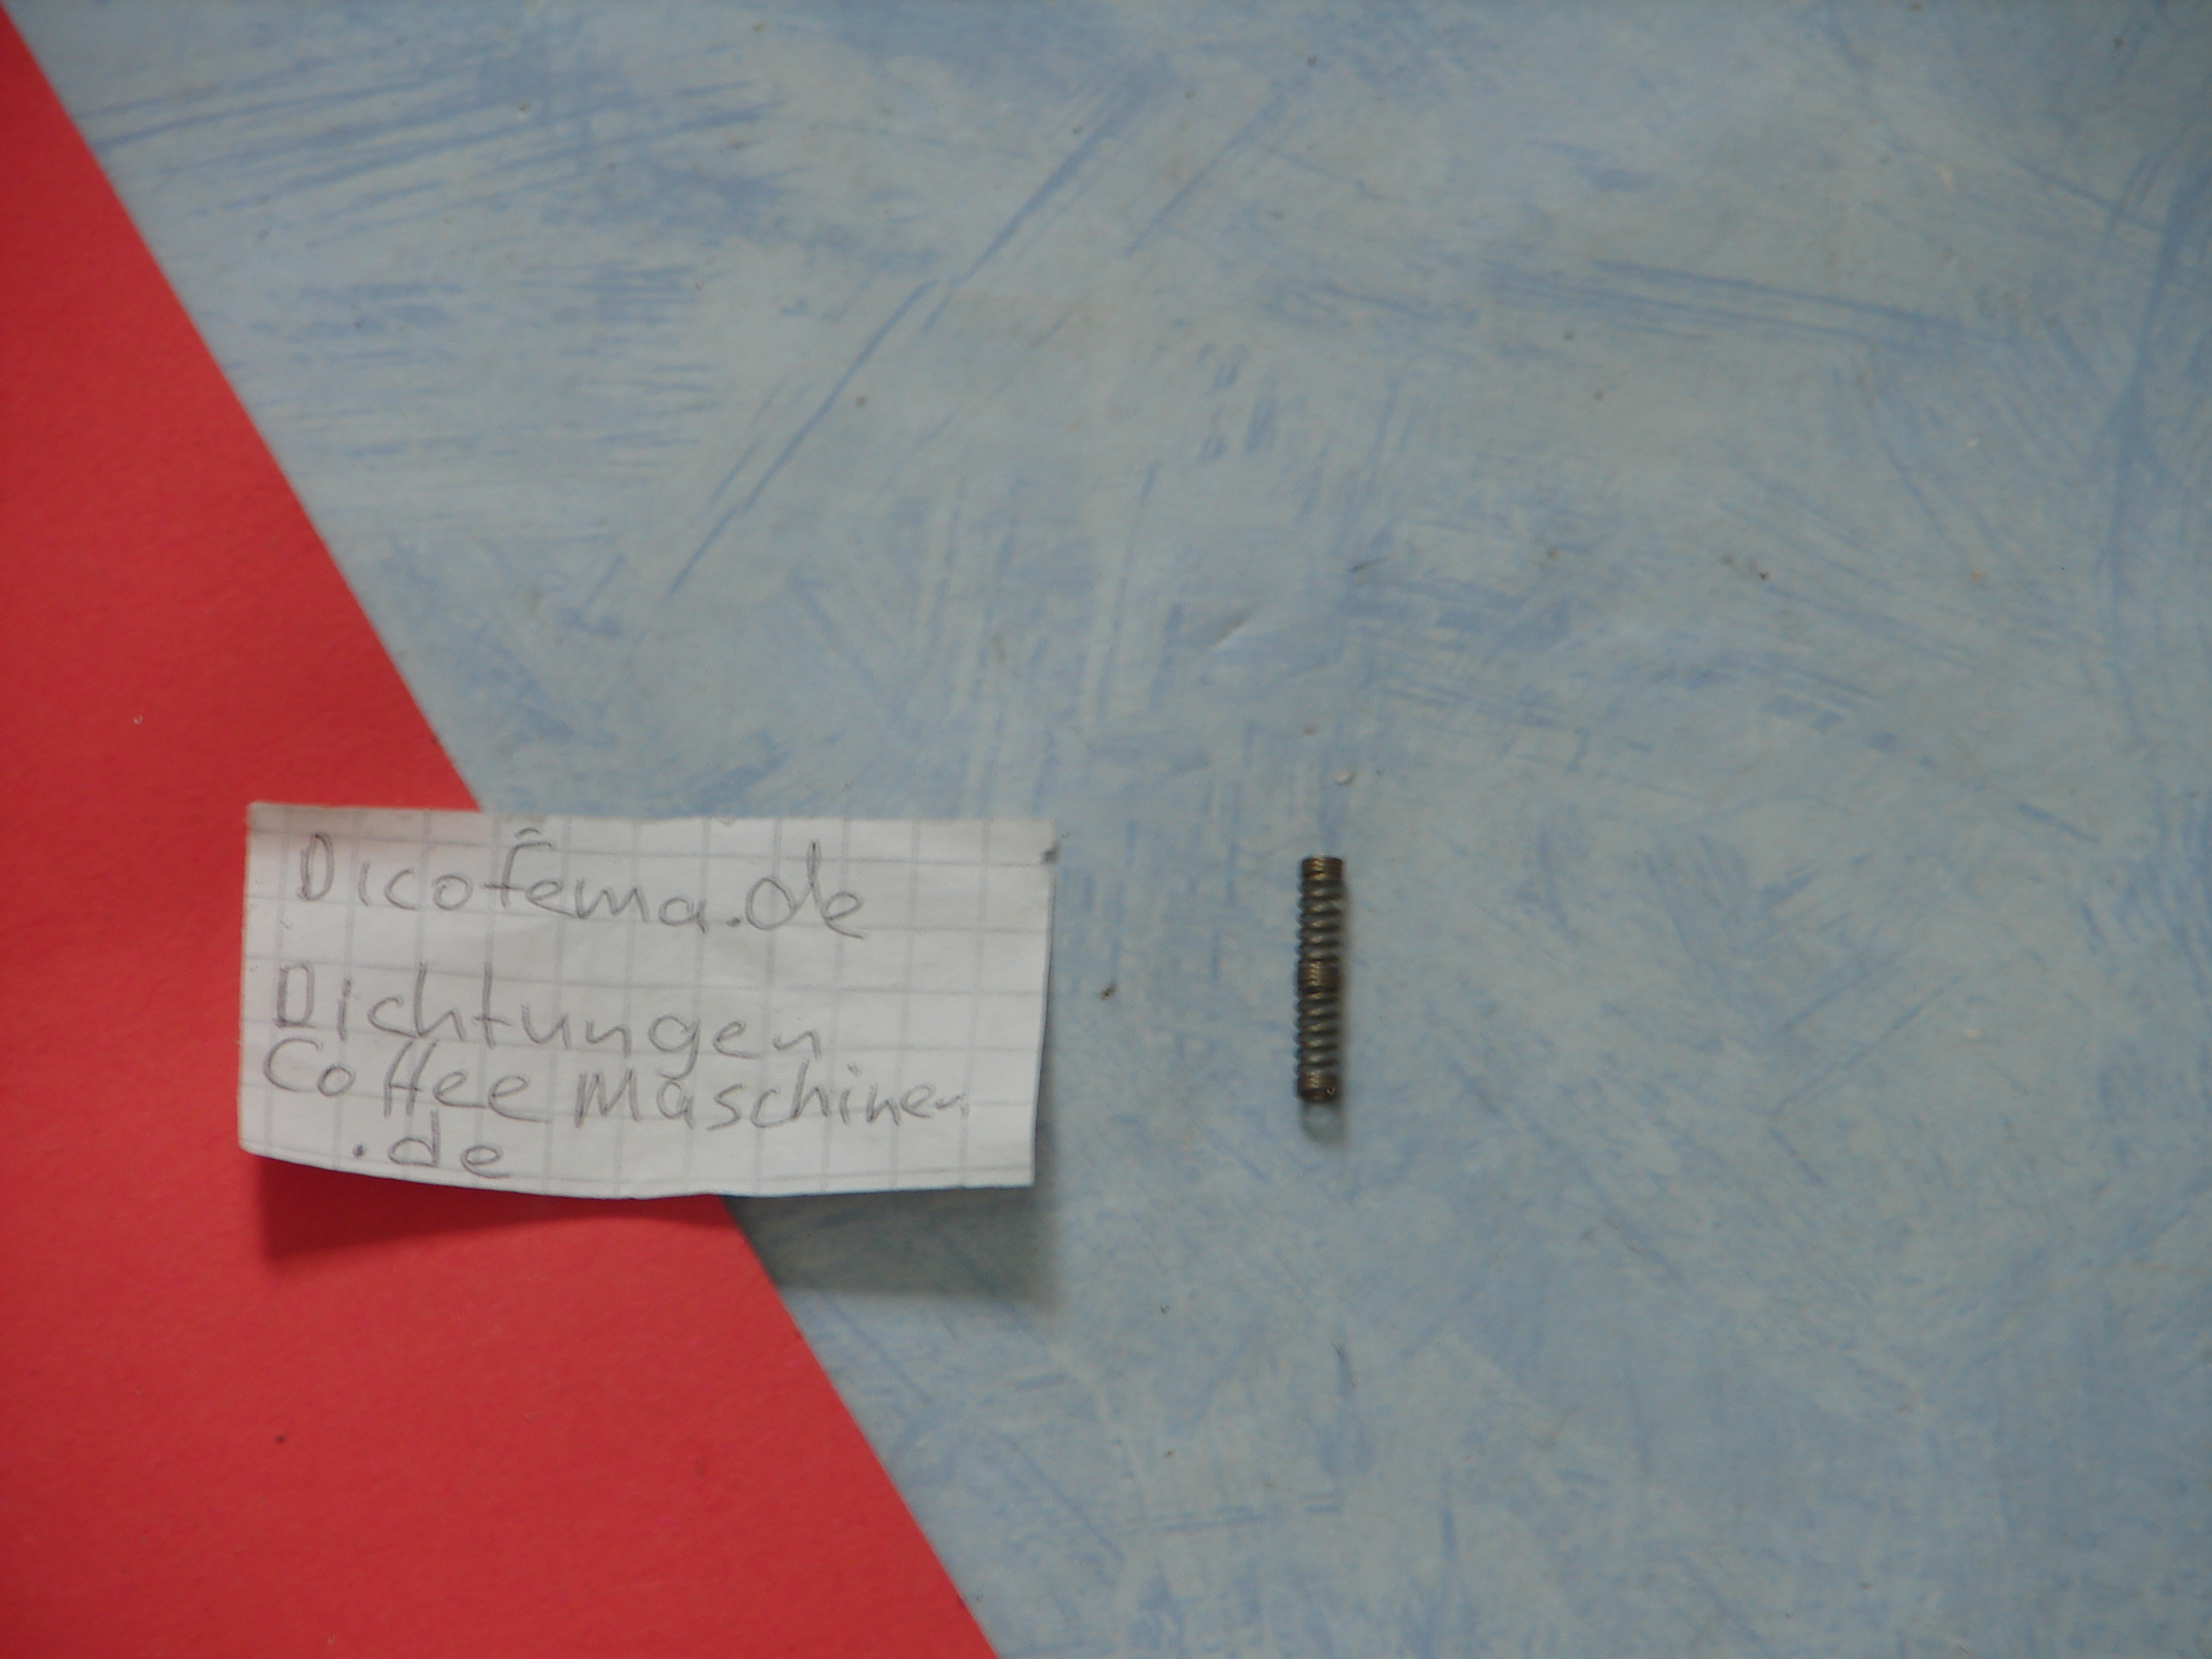 Dicofema.de
Dichtungen
Coffee Maschinen
.de